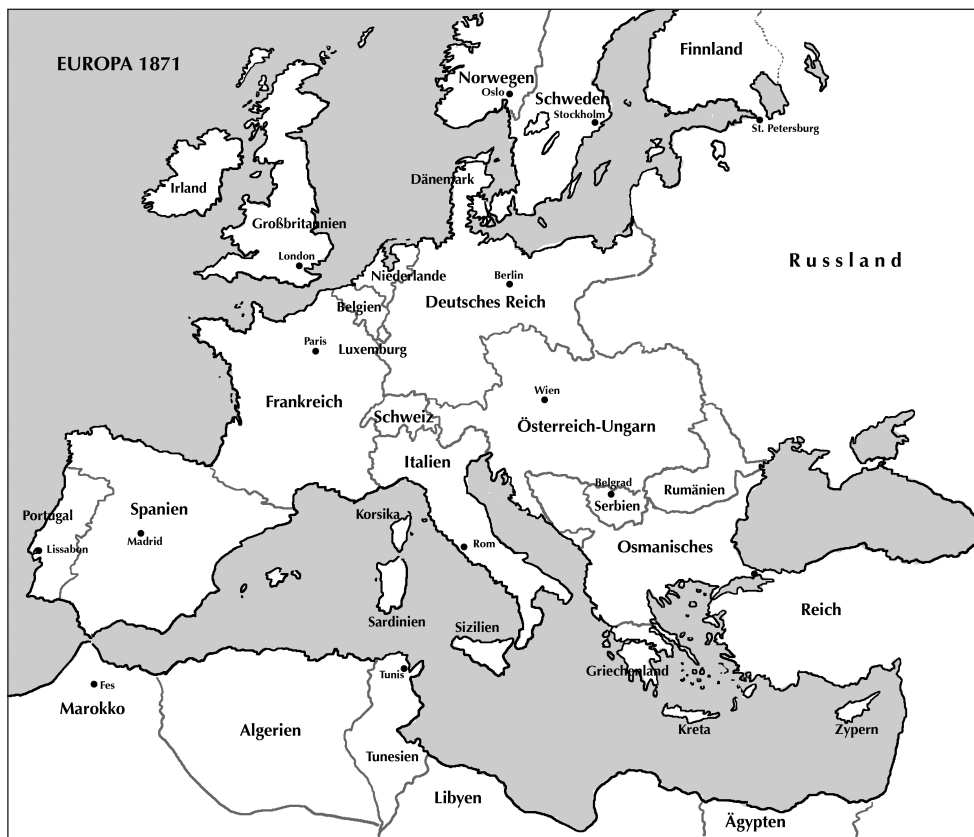 EUROPA 1871
Finnland
Norwegen
Oslo
Schweden
Stockholm
St. Petersburg
Dänemark
Irland
Großbritannien
London
Russland
Niederlande
Berlin
Deutsches Reich
Belgien
Paris
Luxemburg
Wien
Frankreich
Schweiz
Österreich-Ungarn
Italien
Belgrad
Rumänien
Serbien
Portugal
Spanien
Korsika
Lissabon
Madrid
Rom
Osmanisches
Reich
Sardinien
Sizilien
Griechenland
Tunis
Fes
Marokko
Algerien
Kreta
Zypern
Tunesien
Libyen
Ägypten